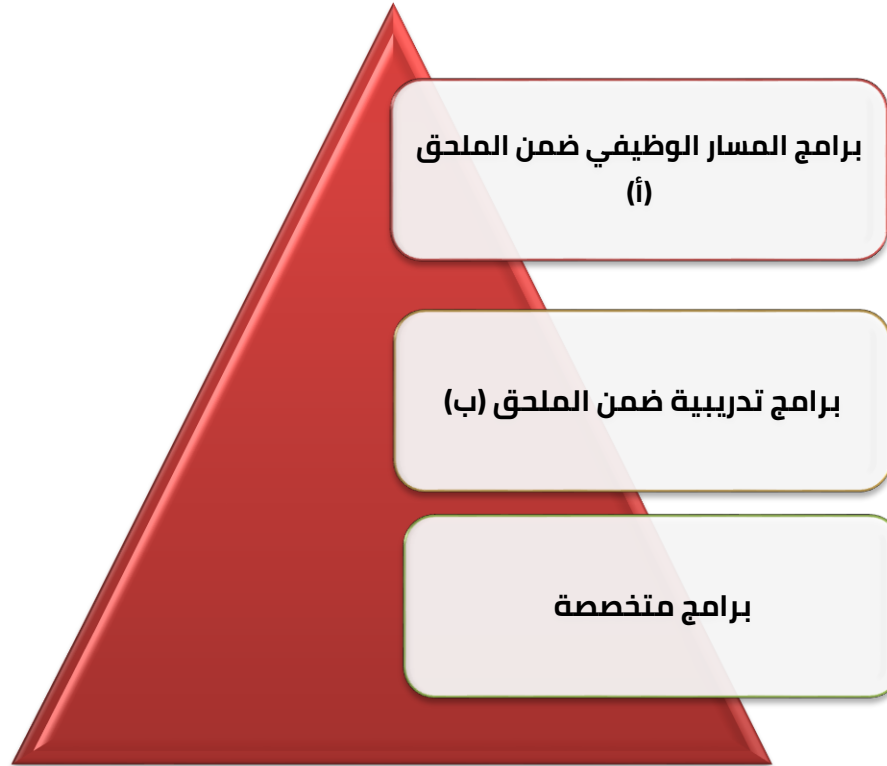 برامج المسار الوظيفي ضمن الملحق
(أ)
برامج تدريبية ضمن الملحق (ب)
برامج متخصصة